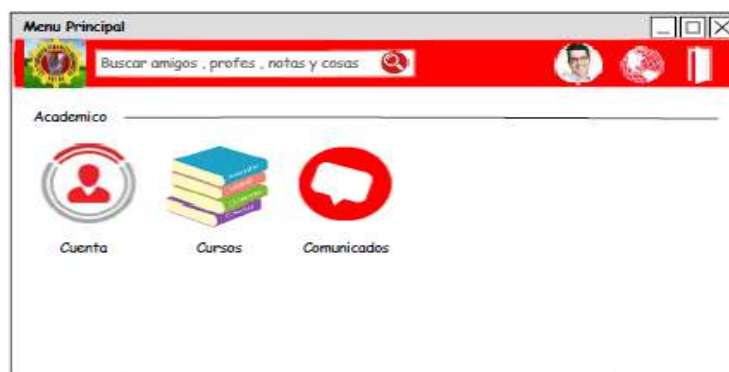 Menu Principal
Buscar amigos , profes , notas y cosas
Academico
Cuenta
Cursos
Comunicados